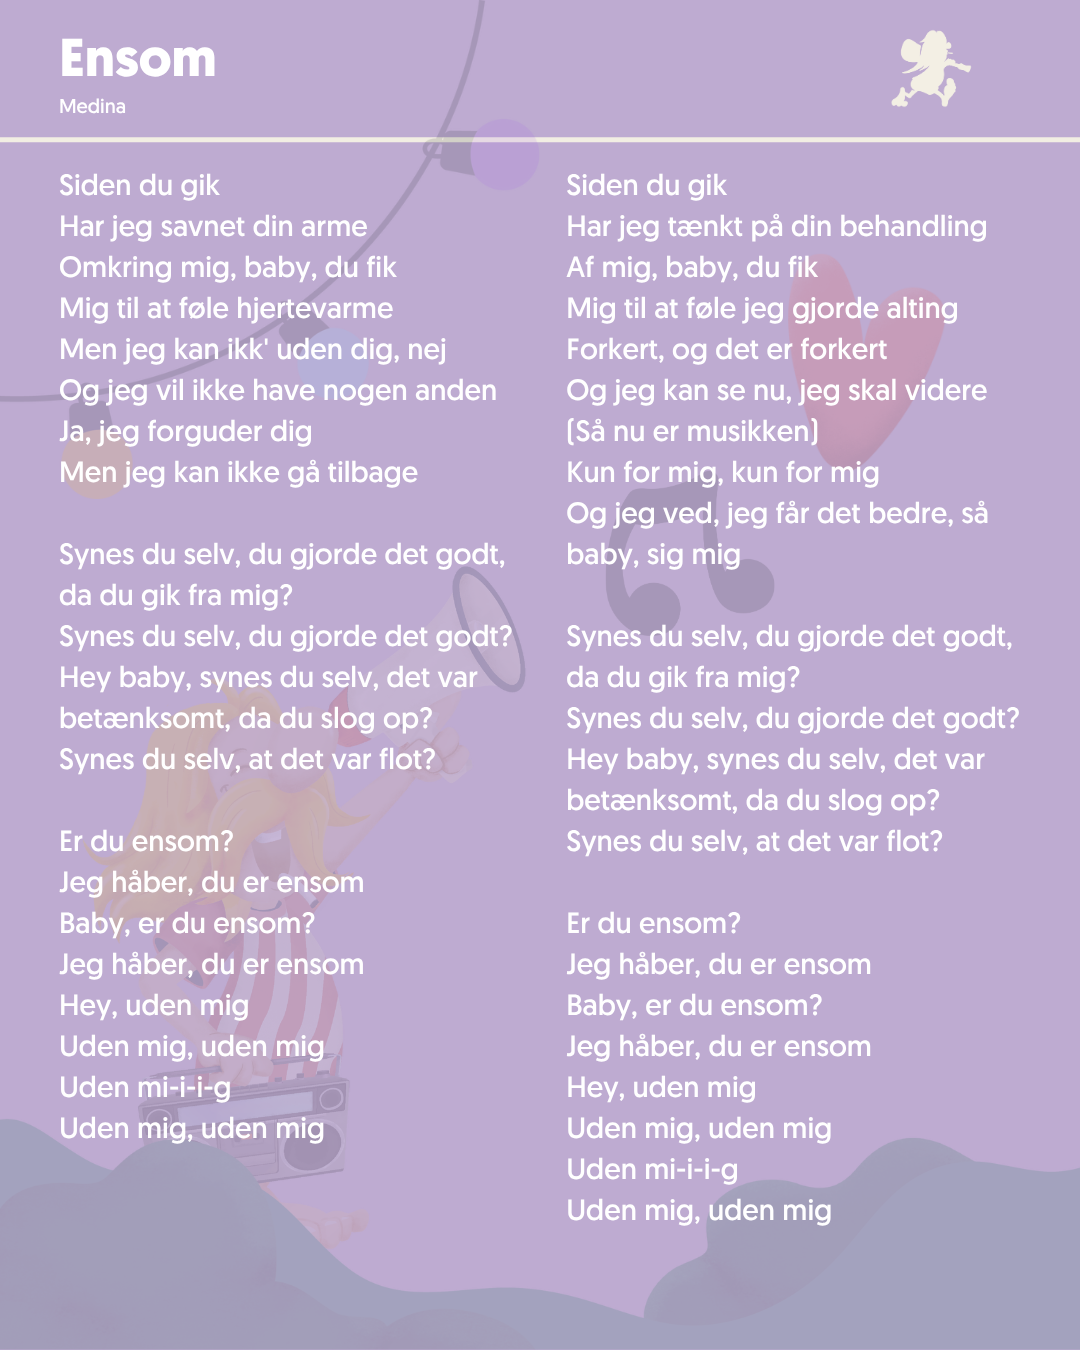 Ensom
Medina
Siden du gik
Har jeg savnet din arme
Omkring mig, baby, du fik
Mig til at føle hjertevarme
Men jeg kan ikk' uden dig, nej
Og jeg vil ikke have nogen anden
Ja, jeg forguder dig
Men jeg kan ikke gå tilbage

Synes du selv, du gjorde det godt,
da du gik fra mig?
Synes du selv, du gjorde det godt?
Hey baby, synes du selv, det var
betænksomt, da du slog op?
Synes du selv, at det var flot?

Er du ensom?
Jeg håber, du er ensom
Baby, er du ensom?
Jeg håber, du er ensom
Hey, uden mig
Uden mig, uden mig
Uden mi-i-i-g
Uden mig, uden mig

Siden du gik
Har jeg tænkt på din behandling
Af mig, baby, du fik
Mig til at føle jeg gjorde alting
Forkert, og det er forkert
Og jeg kan se nu, jeg skal videre
(Så nu er musikken)
Kun for mig, kun for mig
Og jeg ved, jeg får det bedre, så
baby, sig mig

Synes du selv, du gjorde det godt,
da du gik fra mig?
Synes du selv, du gjorde det godt?
Hey baby, synes du selv, det var
betænksomt, da du slog op?
Synes du selv, at det var flot?

Er du ensom?
Jeg håber, du er ensom
Baby, er du ensom?
Jeg håber, du er ensom
Hey, uden mig
Uden mig, uden mig
Uden mi-i-i-g
Uden mig, uden mig